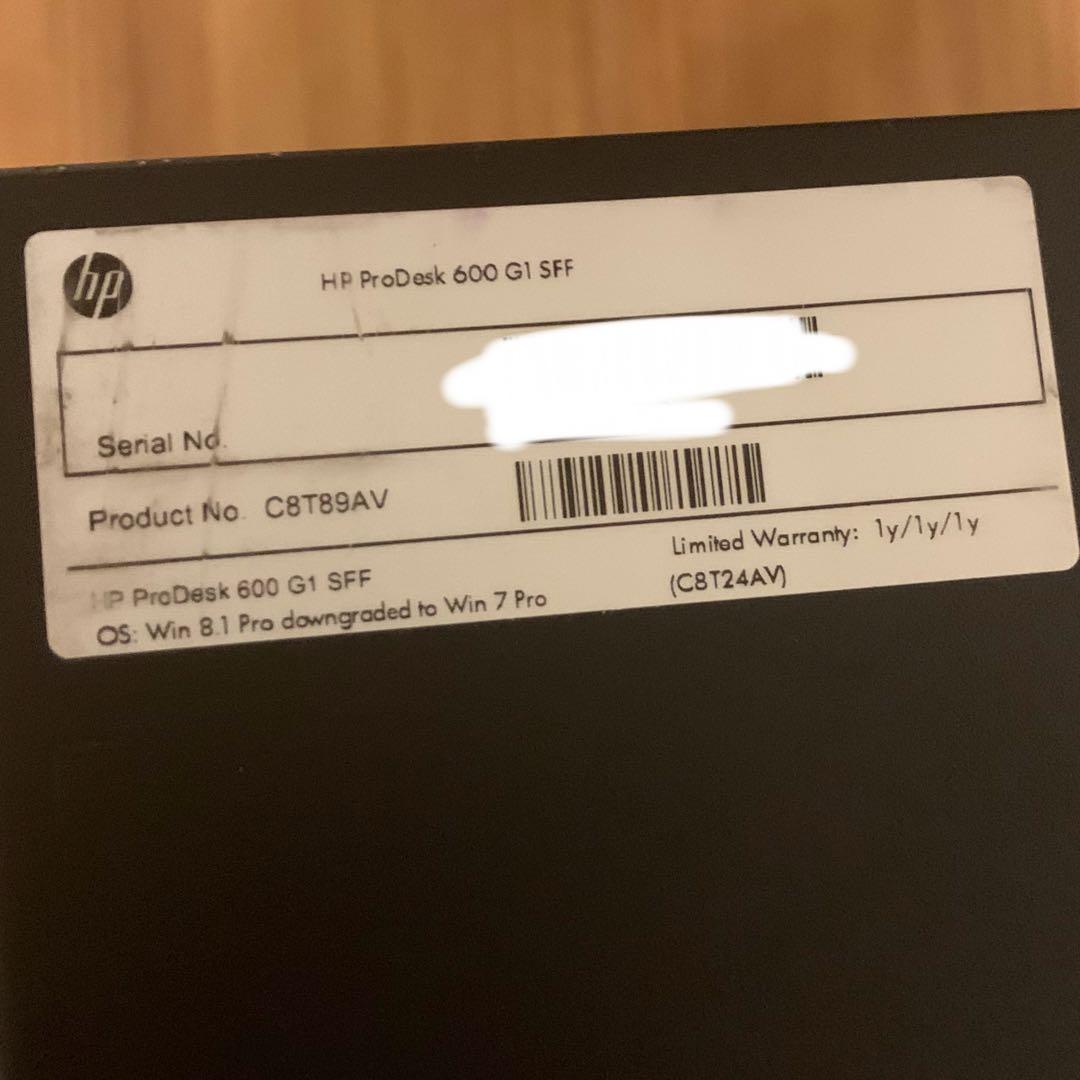 hp
HP ProDesk 600 G1 SFF
Serial No.
Product No. C8T89AV
Limited Warranty: 1y/1y/1y
(C8T24AV)
HP ProDesk 600 G1 SFF
OS: Win 8.1 Pro downgraded to Win 7 Pro